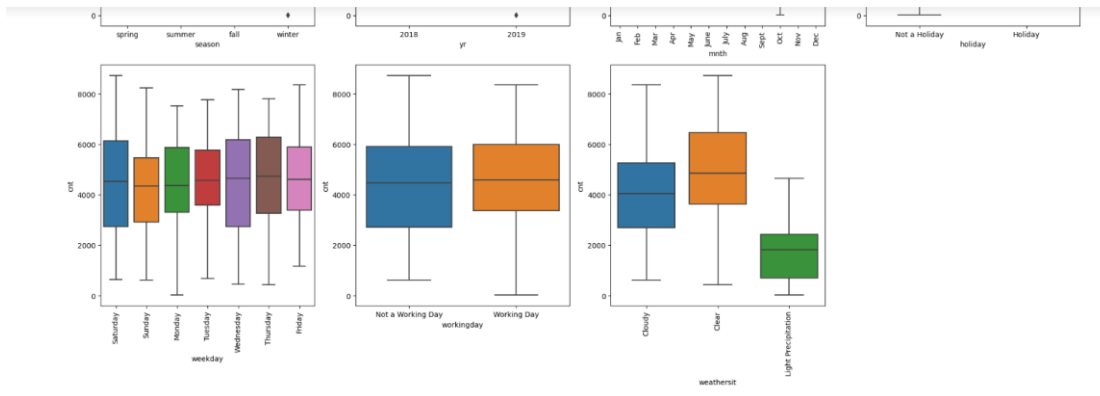 0
spring summer fall winter
season
0
2018 2019
yr
0
Jan Feb Mar Apr May June July Aug Sept Oct Nov Dec
mnth
0
Not a Holiday Holiday
holiday
8000
6000
4000
2000
0
cnt
Saturday Sunday Monday Tuesday Wednesday Thursday Friday
weekday
8000
6000
4000
2000
0
cnt
Not a Working Day Working Day
workingday
8000
6000
4000
2000
0
cnt
Cloudy Clear Light Precipitation
weathersit